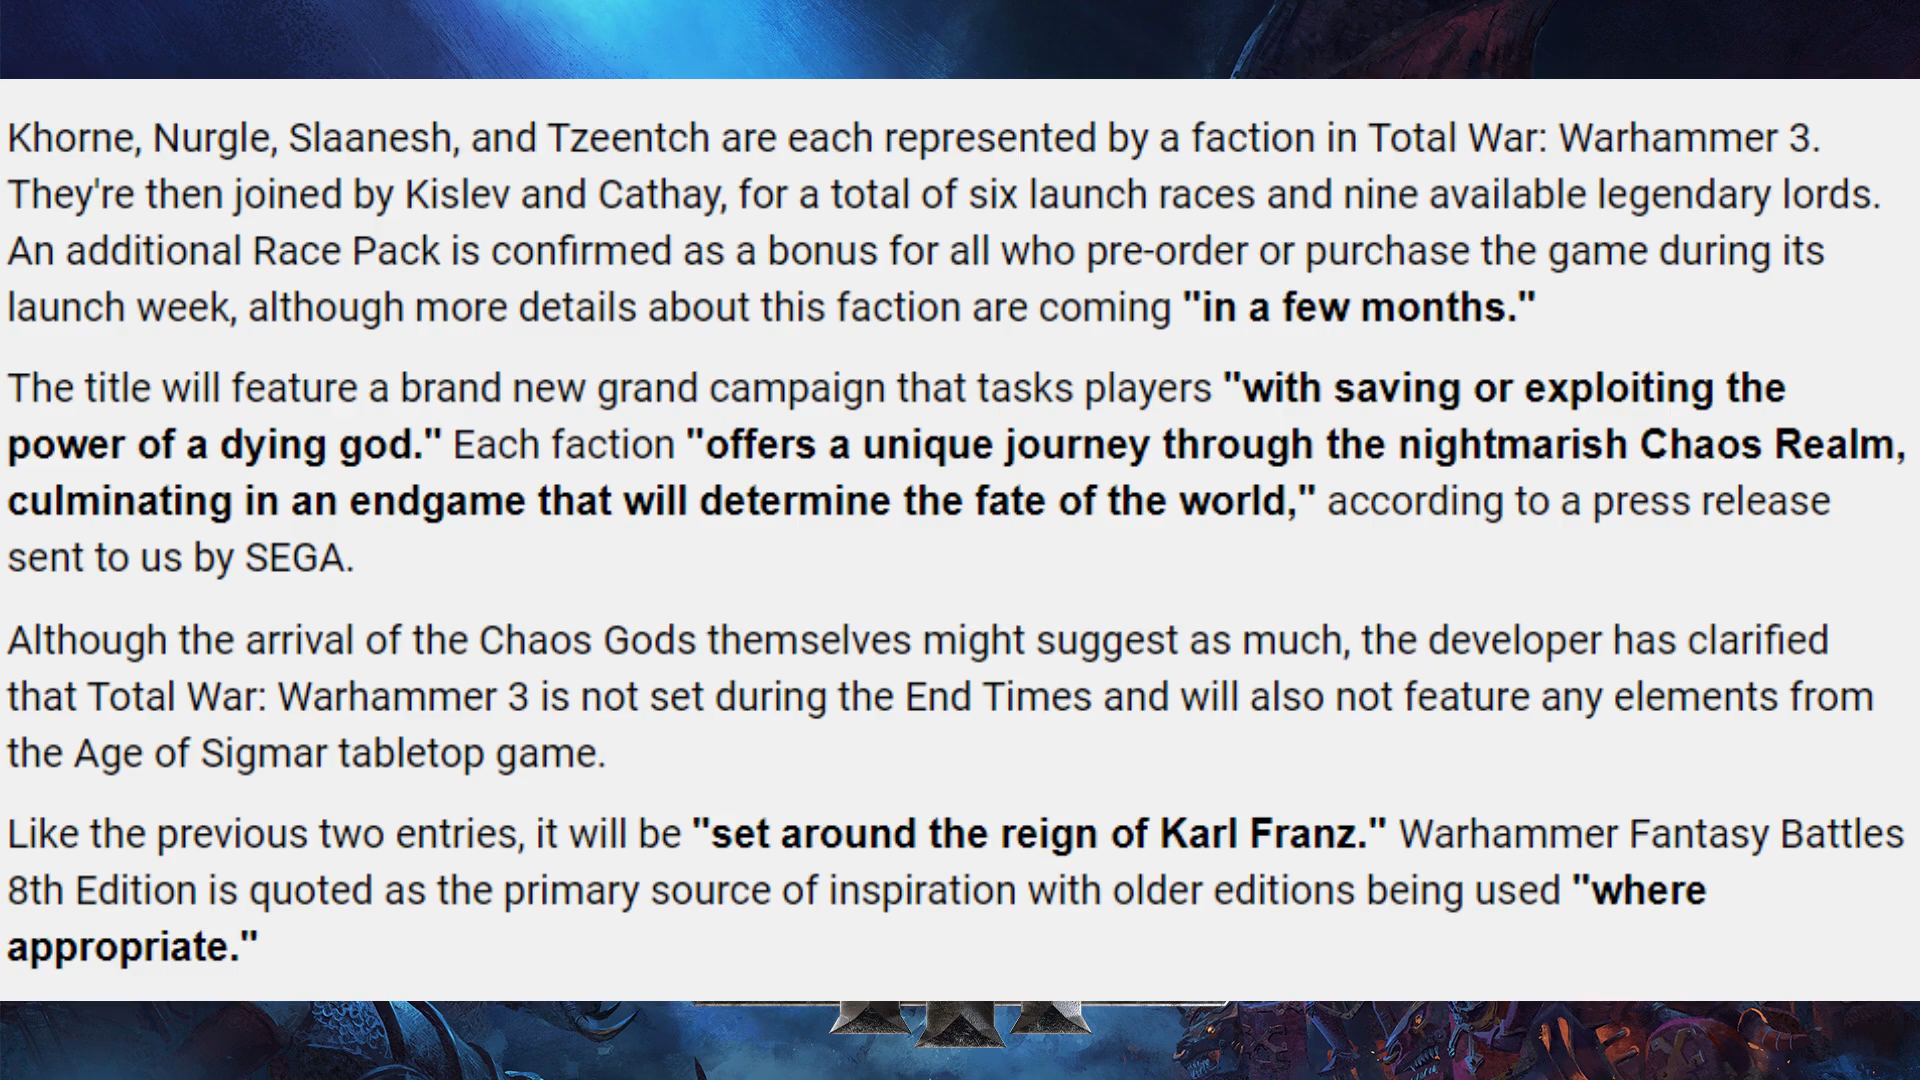 Khorne, Nurgle, Slaanesh, and Tzeentch are each represented by a faction in Total War: Warhammer 3.
They're then joined by Kislev and Cathay, for a total of six launch races and nine available legendary lords.
An additional Race Pack is confirmed as a bonus for all who pre-order or purchase the game during its
launch week, although more details about this faction are coming "in a few months."
The title will feature a brand new grand campaign that tasks players "with saving or exploiting the
power of a dying god." Each faction "offers a unique journey through the nightmarish Chaos Realm,
culminating in an endgame that will determine the fate of the world," according to a press release
sent to us by SEGA.
Although the arrival of the Chaos Gods themselves might suggest as much, the developer has clarified
that Total War: Warhammer 3 is not set during the End Times and will also not feature any elements from
the Age of Sigmar tabletop game.
Like the previous two entries, it will be "set around the reign of Karl Franz." Warhammer Fantasy Battles
8th Edition is quoted as the primary source of inspiration with older editions being used "where
appropriate."